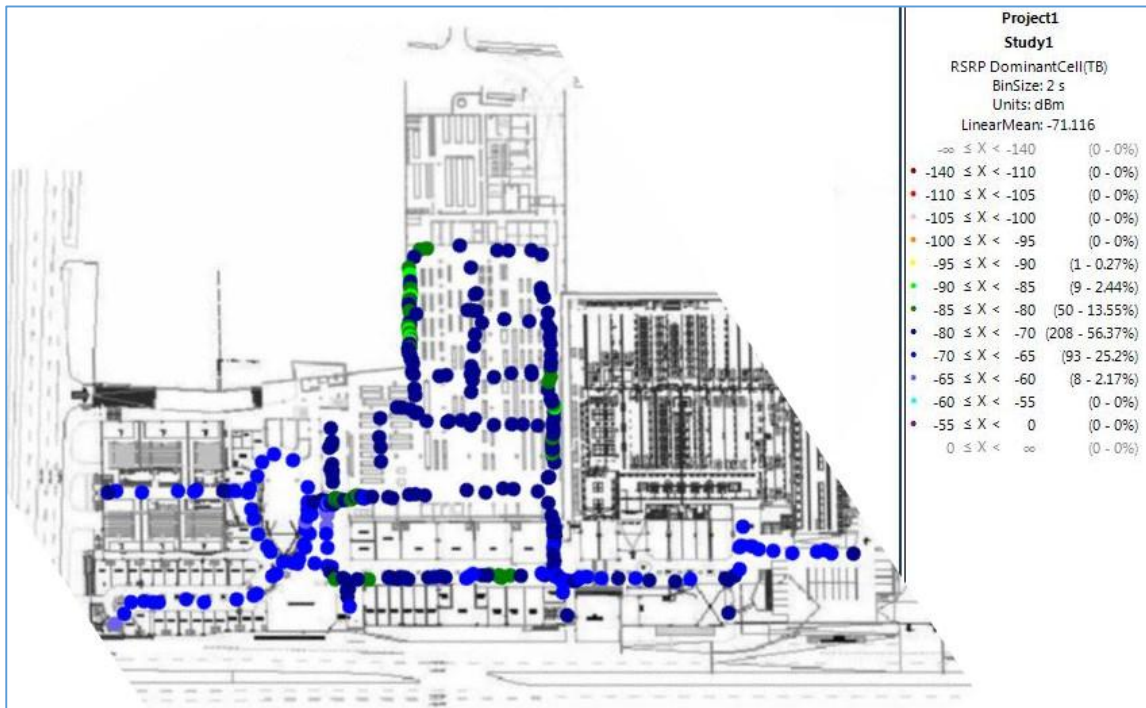 Project1
Study1
RSRP DominantCell(TB)
BinSize: 2 s
Units: dBm
LinearMean: -71.116
-∞ ≤ X < -140 (0 - 0%)
-140 ≤ X < -110 (0 - 0%)
-110 ≤ X < -105 (0 - 0%)
-105 ≤ X < -100 (0 - 0%)
-100 ≤ X < -95 (0 - 0%)
-95 ≤ X < -90 (1 - 0.27%)
-90 ≤ X < -85 (9 - 2.44%)
-85 ≤ X < -80 (50 - 13.55%)
-80 ≤ X < -70 (208 - 56.37%)
-70 ≤ X < -65 (93 - 25.2%)
-65 ≤ X < -60 (8 - 2.17%)
-60 ≤ X < -55 (0 - 0%)
-55 ≤ X < 0 (0 - 0%)
0 ≤ X < ∞ (0 - 0%)